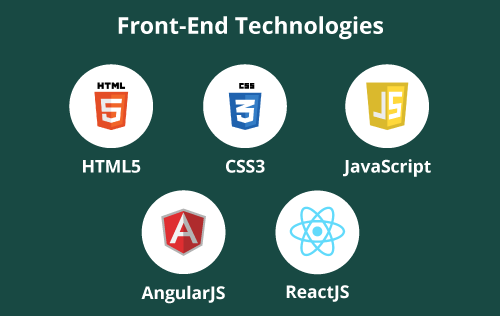 Front-End Technologies
HTML
5
CSS
3
JS
HTML5
CSS3
JavaScript
A
AngularJS
ReactJS